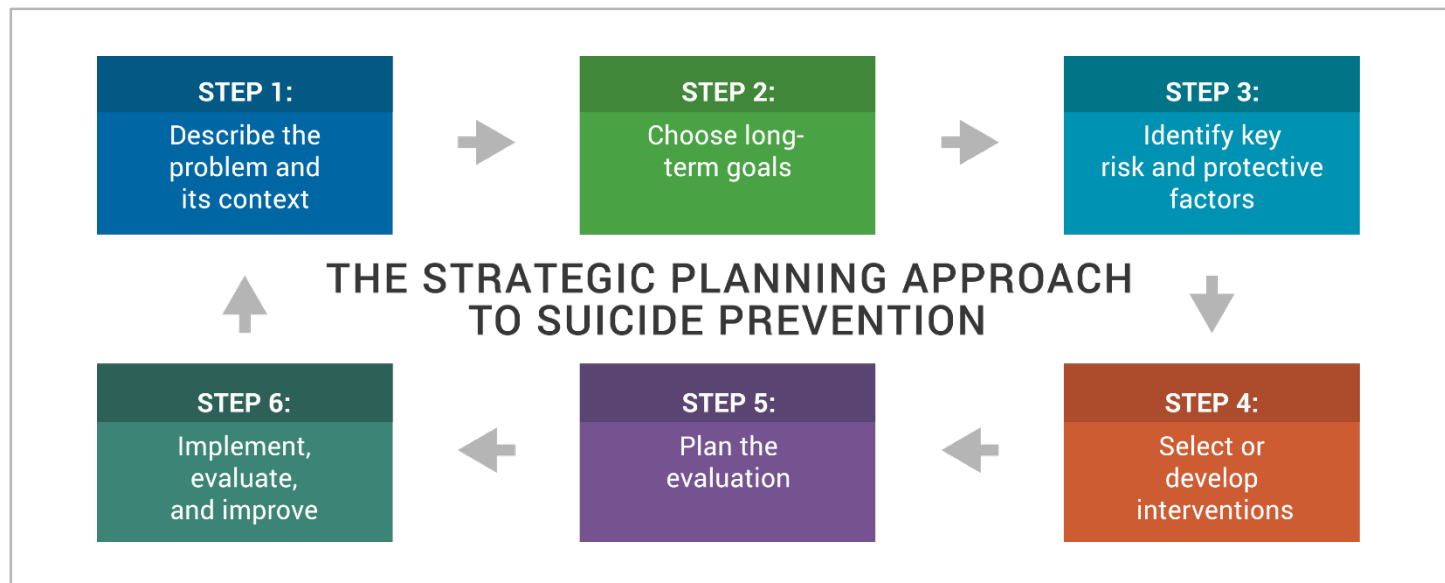 STEP 1:
Describe the
problem and
its context
STEP 2:
Choose long-
term goals
STEP 3:
Identify key
risk and protective
factors
THE STRATEGIC PLANNING APPROACH
TO SUICIDE PREVENTION
STEP 4:
Select or
develop
interventions
STEP 5:
Plan the
evaluation
STEP 6:
Implement,
evaluate,
and improve